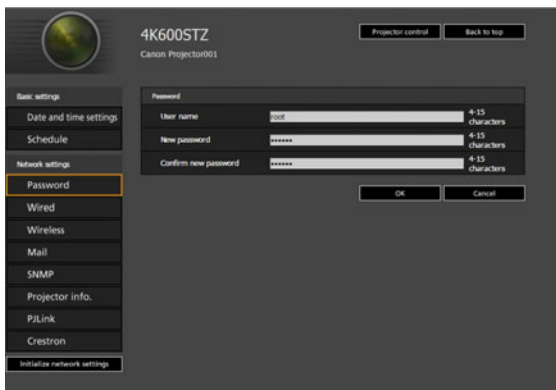 4K600STZ
Canon Projector001
Projector control
Back to top
Basic settings
Date and time settings
Schedule
Network settings
Password
Wired
Wireless
Mail
SNMP
Projector info.
PJLink
Crestron
Initialize network settings
Password
User name
root
4-15
characters
New password
••••••
4-15
characters
Confirm new password
••••••
4-15
characters
OK
Cancel